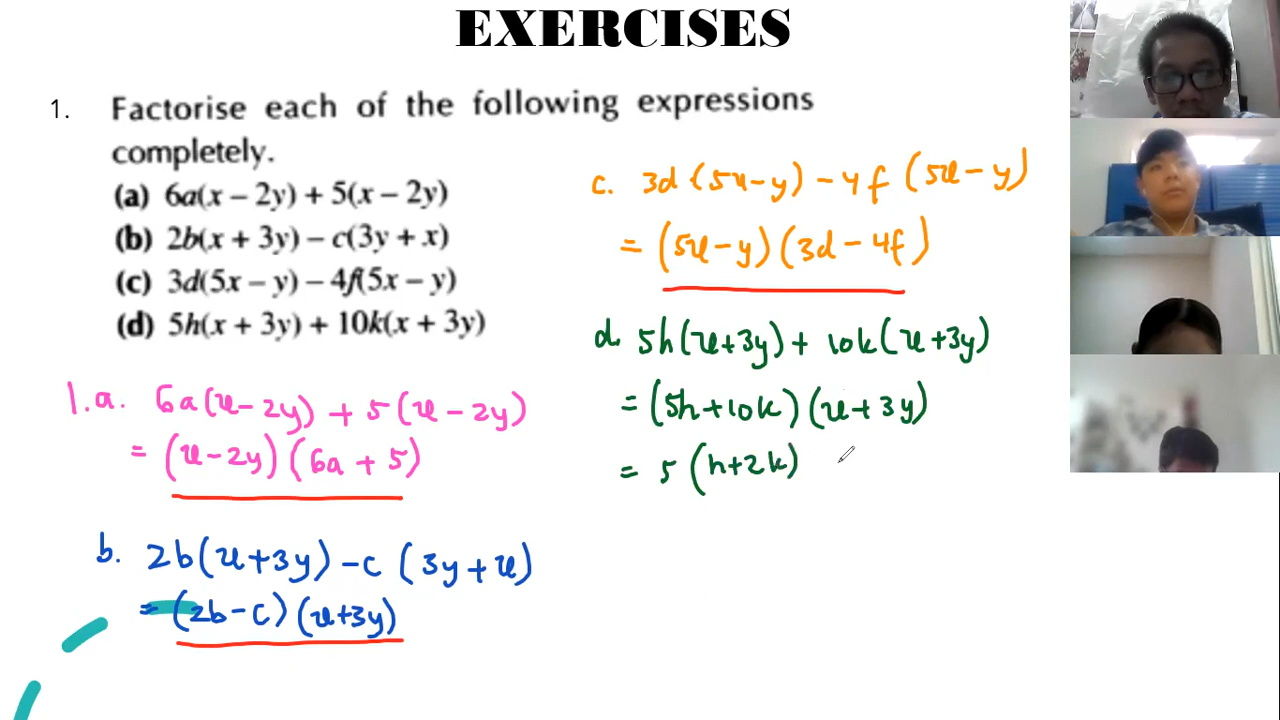 EXERCISES
1. Factorise each of the following expressions
completely.
(a) 6a(x – 2y) + 5(x – 2y)
(b) 2b(x + 3y) – c(3y + x)
(c) 3d(5x – y) – 4f(5x – y)
(d) 5h(x + 3y) + 10k(x + 3y)
1.a. 6a(x-2y) + 5(x-2y)
= (x-2y)(6a + 5)
b. 2b(x+3y) - c (3y+x)
= (2b-c)(x+3y)
c. 3d(5x-y) - 4f(5x-y)
= (5x-y)(3d-4f)
d. 5h(x+3y) + 10k(x+3y)
= (5h+10k)(x+3y)
= 5(h+2k)